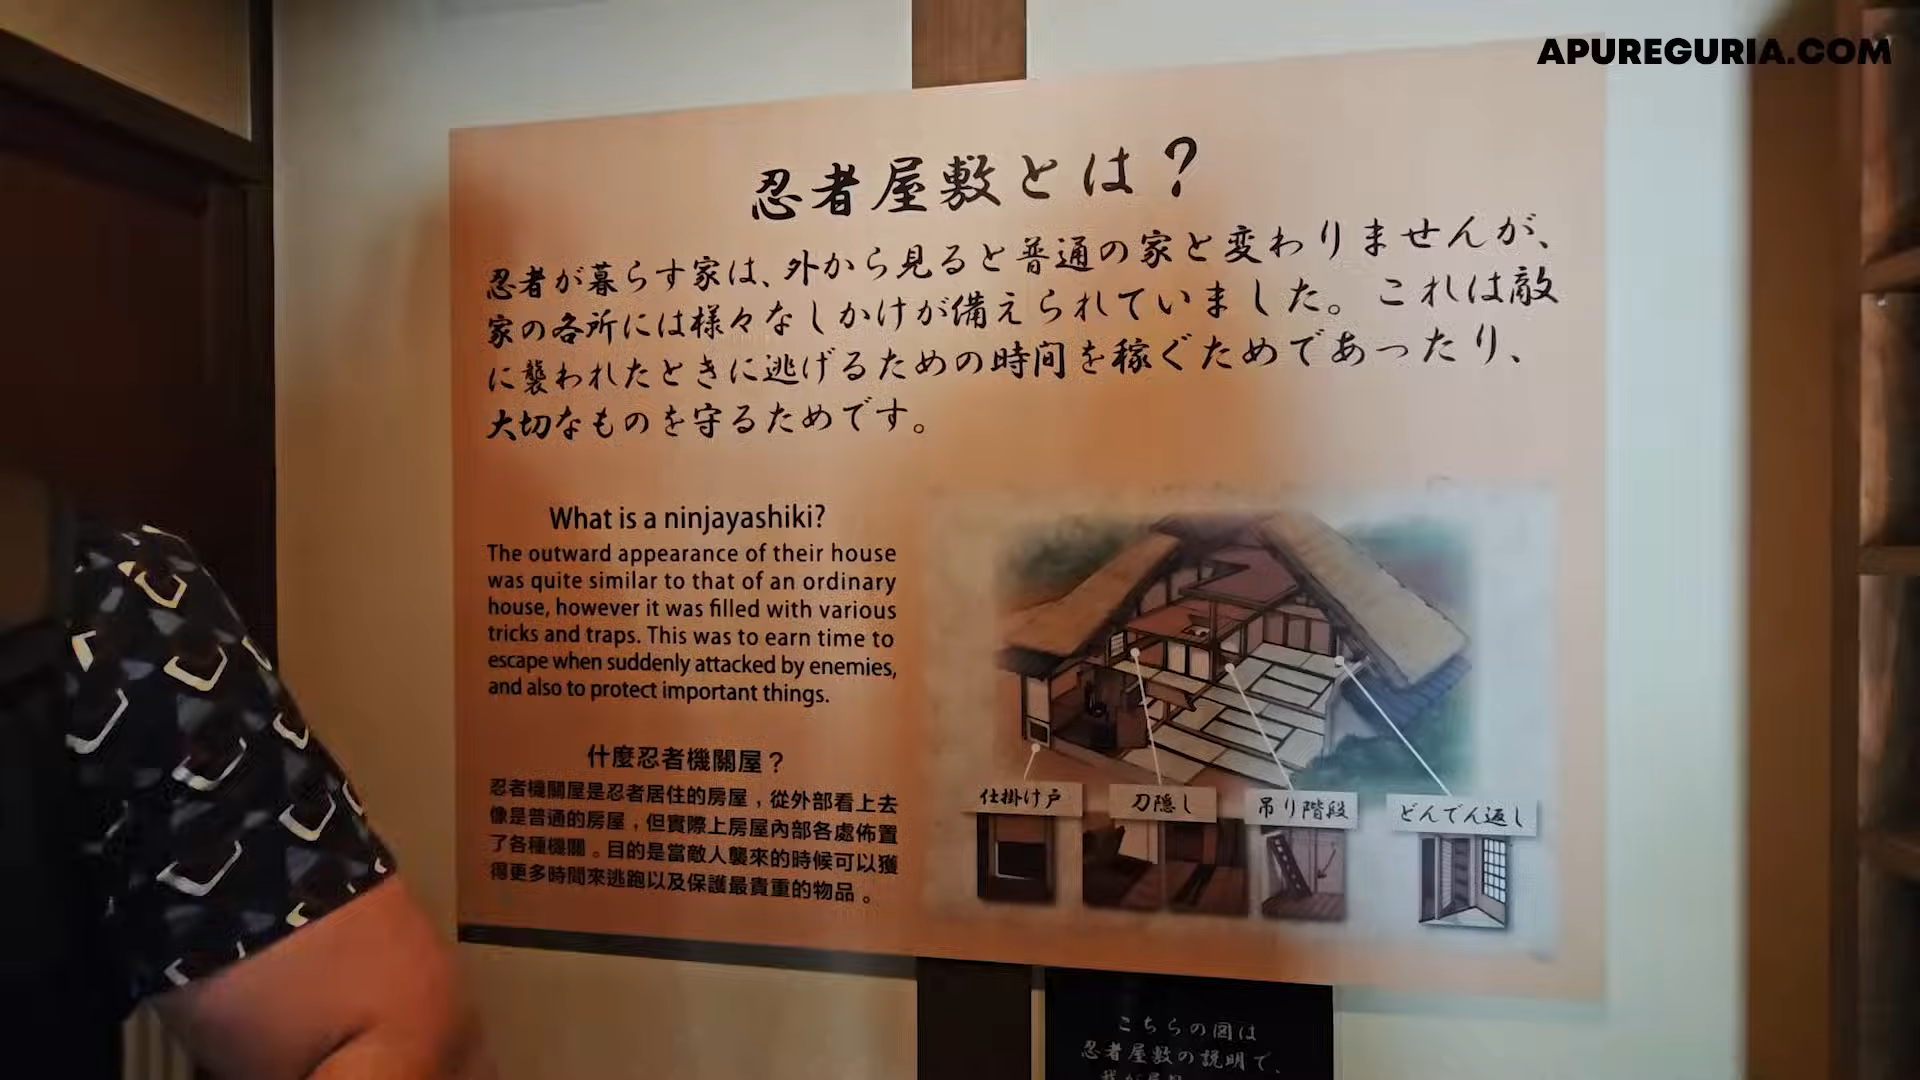 APUREGURIA.COM
忍者屋敷とは?
忍者が暮らす家は、外から見ると普通の家と変わりませんが、
家の各所には様々なしかけが備えられていました。これは敵
に襲われたときに逃げるための時間を稼ぐためであったり、
大切なものを守るためです。
What is a ninjayashiki?
The outward appearance of their house
was quite similar to that of an ordinary
house, however it was filled with various
tricks and traps. This was to earn time to
escape when suddenly attacked by enemies,
and also to protect important things.
什麼忍者機關屋?
忍者機關屋是忍者居住的房屋,從外部看上去
像是普通的房屋,但實際上房屋內部各處佈置
了各種機關。目的是當敵人襲來的時候可以獲
得更多時間來逃跑以及保護最貴重的物品。
仕掛け戸
刀隠し
吊り階段
どんでん返し
こちらの図は
忍者屋敷の説明で、